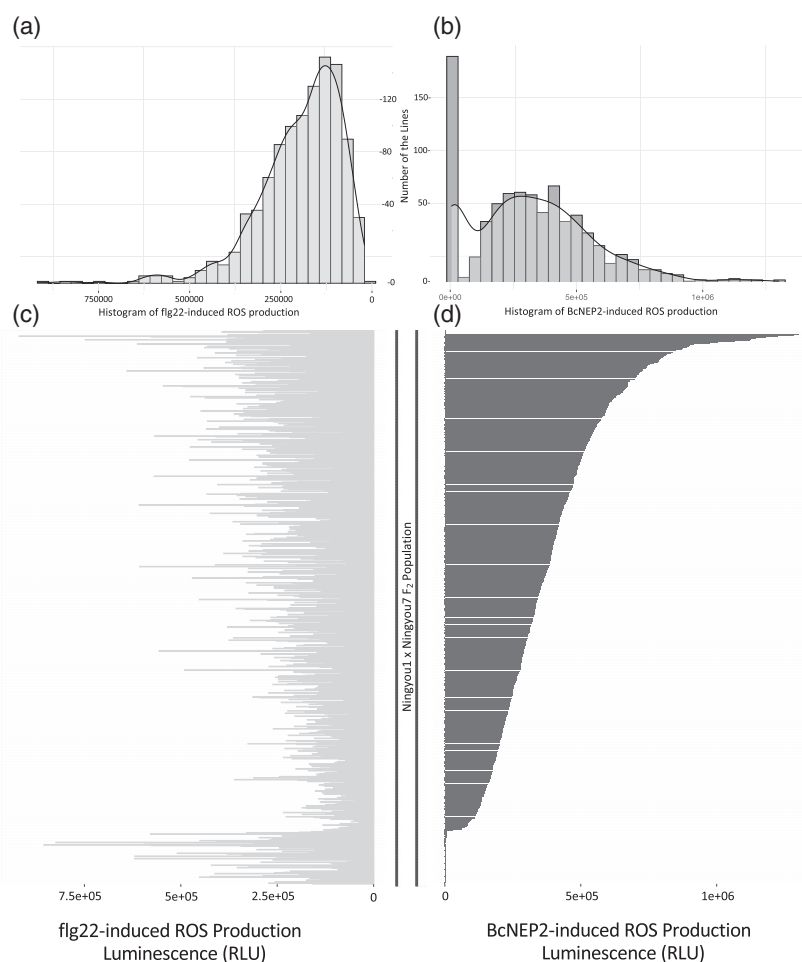 (a)
(b)
-120
-80
-40
-0
750000
500000
250000
0
Histogram of flg22-induced ROS production
Number of the Lines
150-
100-
50-
0-
0e+00
5e+05
1e+06
Histogram of BcNEP2-induced ROS production
(c)
(d)
Ningyou1 x Ningyou7 F₂ Population
7.5e+05
5e+05
2.5e+05
0
0
5e+05
1e+06
flg22-induced ROS Production
Luminescence (RLU)
BcNEP2-induced ROS Production
Luminescence (RLU)